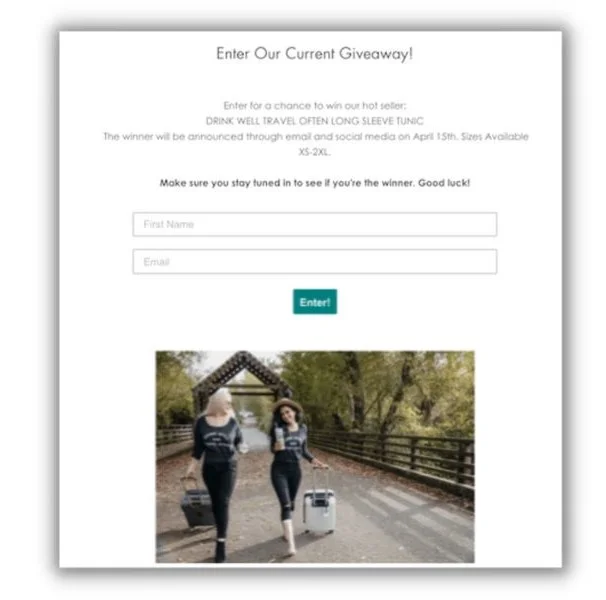 Enter Our Current Giveaway!
Enter for a chance to win our hot seller:
DRINK WELL TRAVEL OFTEN LONG SLEEVE TUNIC
The winner will be announced through email and social media on April 15th. Sizes Available
XS-2XL.
Make sure you stay tuned in to see if you're the winner. Good luck!
First Name
Email
Enter!